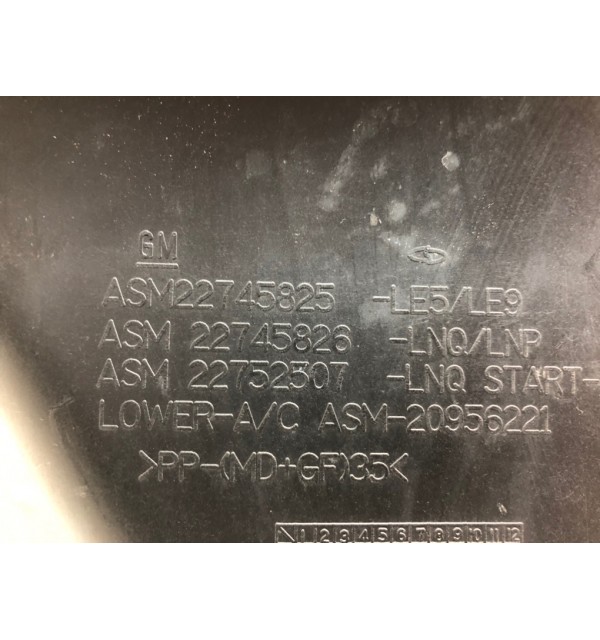 GM
ASM22745825 -LE5/LE9
ASM 22745826 -LNQ/LNP
ASM 22752507 -LNQ START-
LOWER-A/C ASM-20956221
>PP-(MD+GF)35<
1 2 3 4 5 6 7 8 9 10 11 12